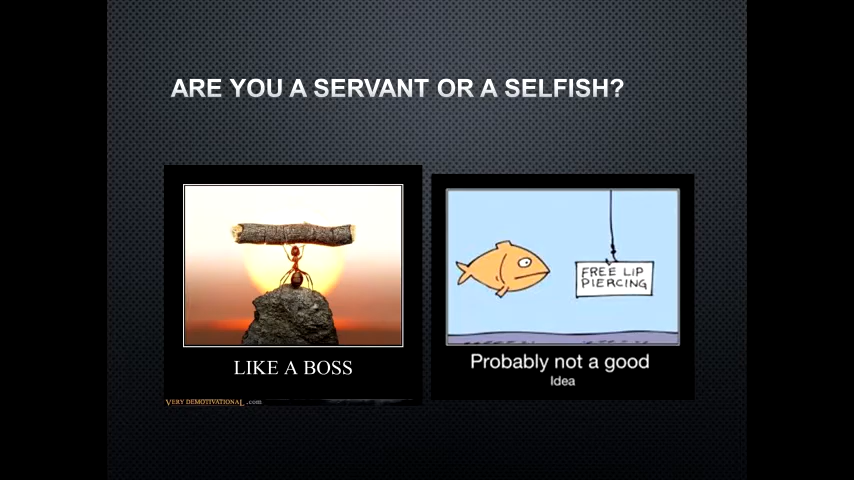 ARE YOU A SERVANT OR A SELFISH?
LIKE A BOSS
VERY DEMOTIVATIONAL .com
FREE LIP
PIERCING
Probably not a good
Idea